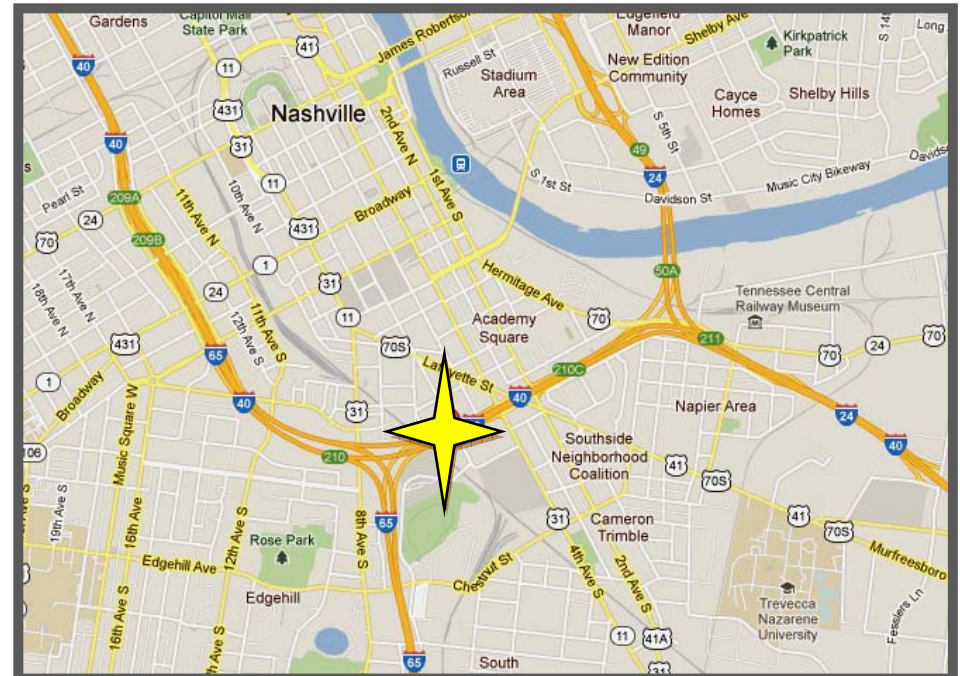 Gardens
Capitol Mall
State Park
41
James Robert
Edgefield
Manor
Shelby Ave
S 14t
Long
Kirkpatrick
Park
Russell St
Stadium
Area
New Edition
Community
40
11
431
Nashville
2nd Ave N
Cayce
Homes
Shelby Hills
40
31
49
S 5th St
1st Ave S
S 1st St
24
Davidson St
Music City Bikeway
Davids
Pearl St
209A
11
10th Ave N
11th Ave N
Broadway
24
431
70
209B
1
50A
Hermitage Ave
17th Ave N
18th Ave N
24
31
Tennessee Central
Railway Museum
11th Ave S
12th Ave S
11
Academy
Square
70
431
70S
211
24
70
70
65
Lafayette St
210C
1
Broadway
40
40
31
Napier Area
24
Music Square W
40
106
210
Southside
Neighborhood
Coalition
41
70S
19th Ave S
16th Ave S
12th Ave S
8th Ave S
65
31
Cameron
Trimble
41
70S
Rose Park
Murfreesboro
Edgehill Ave
Chestnut St
4th Ave S
2nd Ave S
Edgehill
Trevecca
Nazarene
University
Fesslers Ln
16th Ave S
h Ave S
11
41A
65
South
31